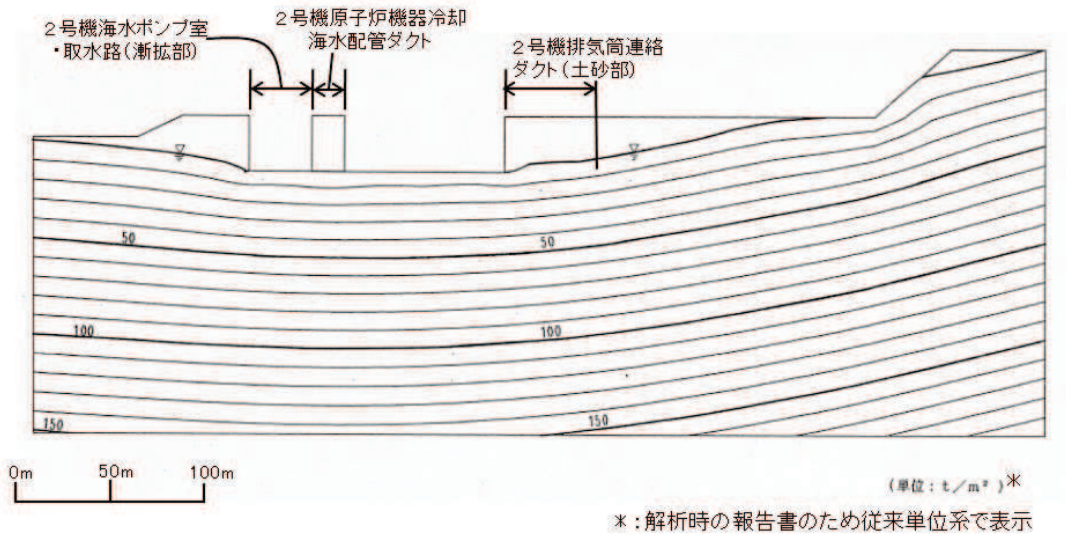 2号機海水ポンプ室
・取水路(漸拡部)
2号機原子炉機器冷却
海水配管ダクト
2号機排気筒連絡
ダクト(土砂部)
50
50
100
100
150
150
0m 50m 100m
(単位:t/m²)*
*:解析時の報告書のため従来単位系で表示